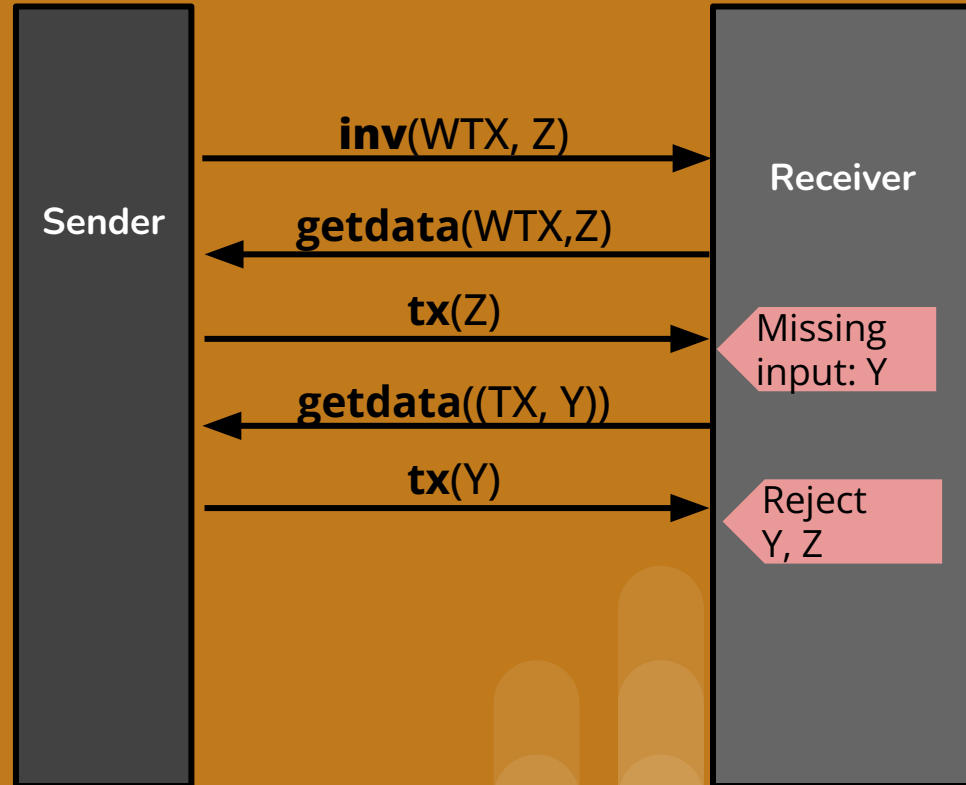 inv(WTX, Z)
Receiver
Sender
getdata(WTX,Z)
tx(Z)
Missing
input: Y
getdata((TX, Y))
tx(Y)
Reject
Y, Z